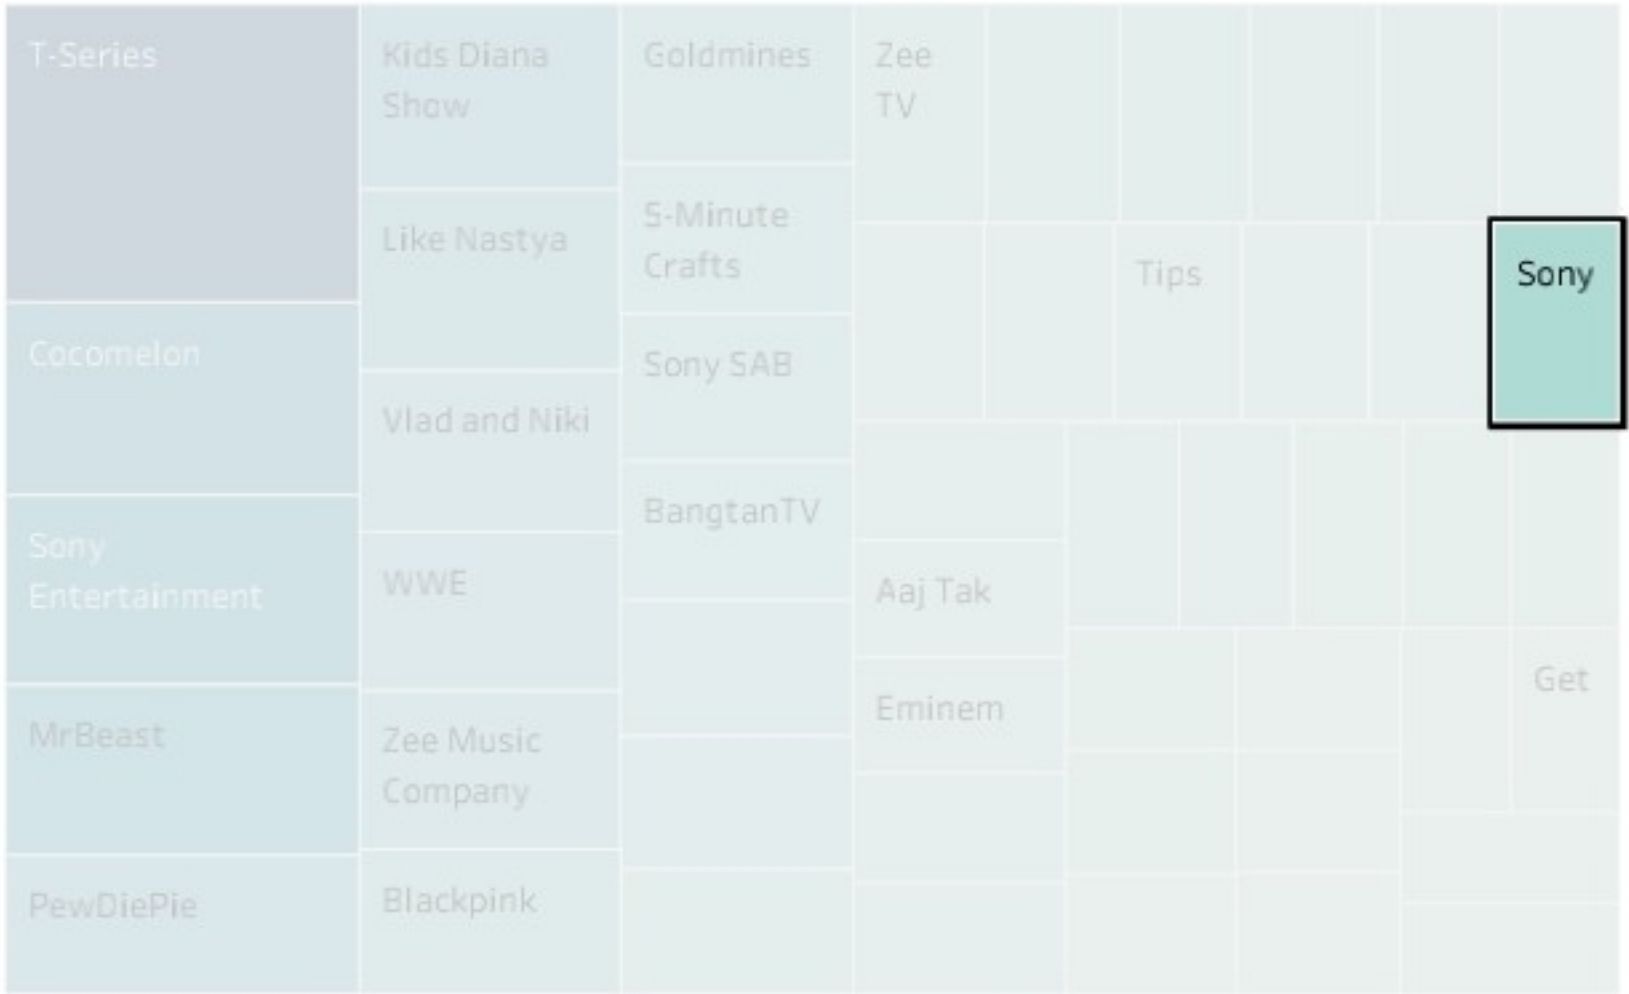 T-Series
Kids Diana
Show
Goldmines
Zee
TV
5-Minute
Crafts
Like Nastya
Tips
Sony
Cocomelon
Sony SAB
Vlad and Niki
BangtanTV
Sony
Entertainment
WWE
Aaj Tak
Eminem
Get
MrBeast
Zee Music
Company
PewDiePie
Blackpink